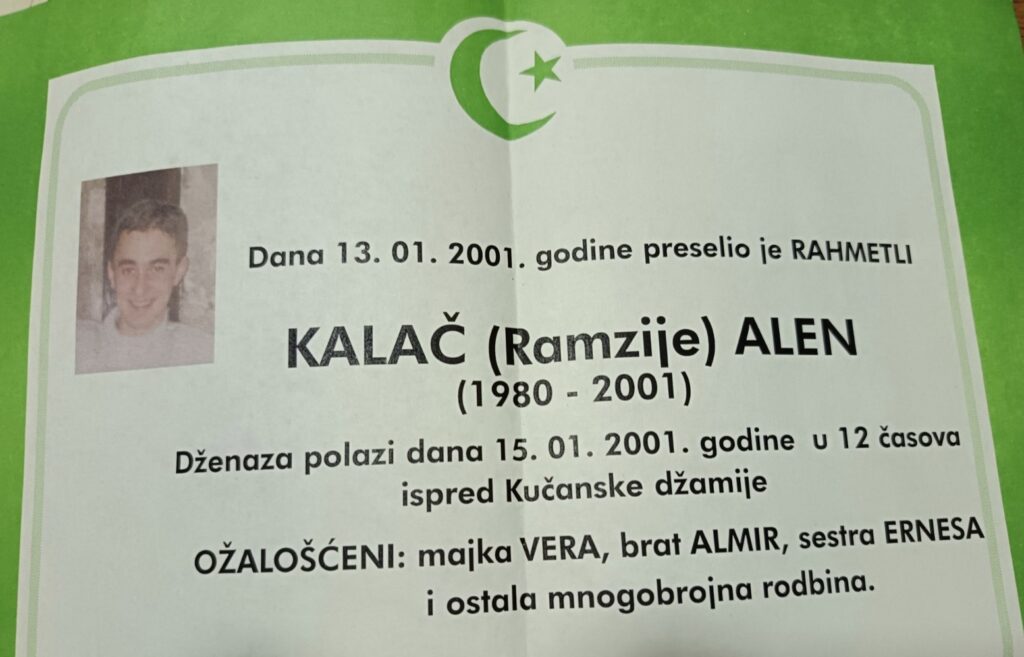 Dana 13. 01. 2001. godine preselio je RAHMETLI
KALAČ (Ramzije) ALEN
(1980 - 2001)
Dženaza polazi dana 15. 01. 2001. godine u 12 časova
ispred Kučanske džamije
OŽALOŠĆENI: majka VERA, brat ALMIR, sestra ERNESA
i ostala mnogobrojna rodbina.